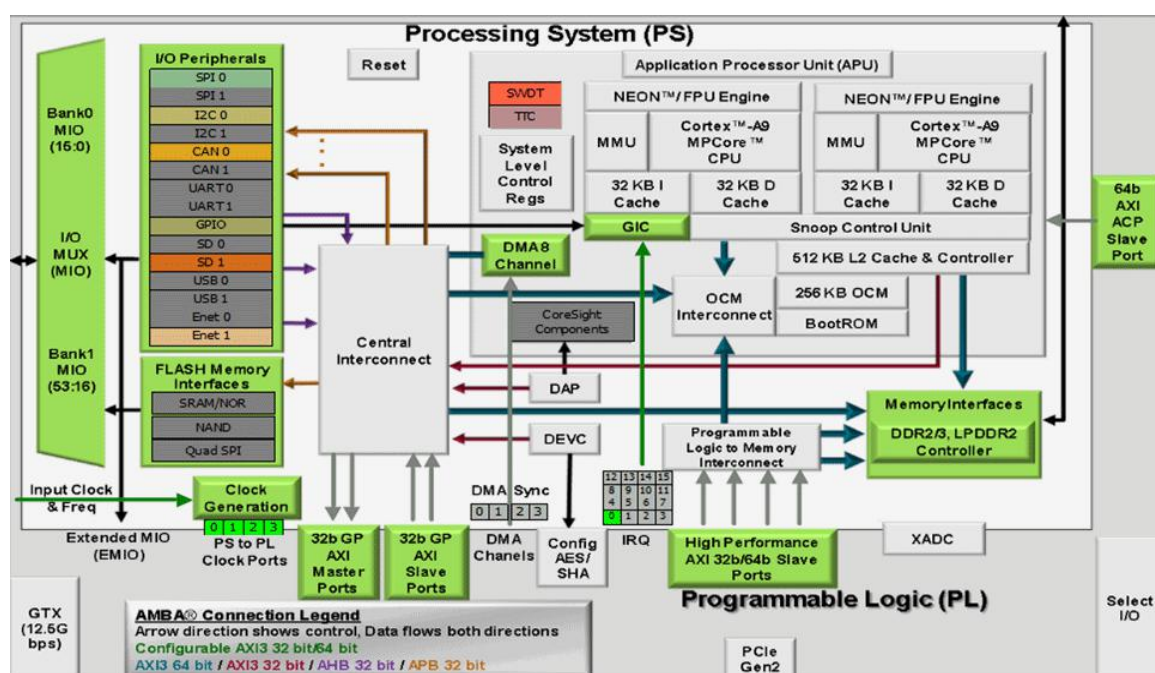 Processing System (PS)
I/O Peripherals
SPI 0
SPI 1
I2C 0
I2C 1
CAN 0
CAN 1
UART 0
UART 1
GPIO
SD 0
SD 1
USB 0
USB 1
Enet 0
Enet 1
Bank0
MIO
(15:0)
I/O
MUX
(MIO)
Bank1
MIO
(53:16)
FLASH Memory
Interfaces
SRAM/NOR
NAND
Quad SPI
Reset
SWDT
TTC
System
Level
Control
Regs
Application Processor Unit (APU)
NEON™/FPU Engine
MMU
Cortex™-A9
MPCore™
CPU
32 KB I
Cache
32 KB D
Cache
NEON™/FPU Engine
MMU
Cortex™-A9
MPCore™
CPU
32 KB I
Cache
32 KB D
Cache
GIC
Snoop Control Unit
512 KB L2 Cache & Controller
DMA8
Channel
OCM
Interconnect
256 KB OCM
BootROM
CoreSight
Components
Central
Interconnect
DAP
DEVC
64b
AXI
ACP
Slave
Port
Programmable
Logic to Memory
Interconnect
Memory Interfaces
DDR2/3, LPDDR2
Controller
Input Clock
& Freq
Clock
Generation
0 1 2 3
PS to PL
Clock Ports
Extended MIO
(EMIO)
32b GP
AXI
Master
Ports
32b GP
AXI
Slave
Ports
DMA Sync
0 1 2 3
DMA
Channels
Config
AES/
SHA
12 13 14 15
8 9 10 11
4 5 6 7
0 1 2 3
IRQ
High Performance
AXI 32b/64b Slave
Ports
XADC
Programmable Logic (PL)
GTX
(12.5G
bps)
AMBA® Connection Legend
Arrow direction shows control, Data flows both directions
Configurable AXI3 32 bit/64 bit
AXI3 64 bit / AXI3 32 bit / AHB 32 bit / APB 32 bit
PCIe
Gen2
Select
I/O